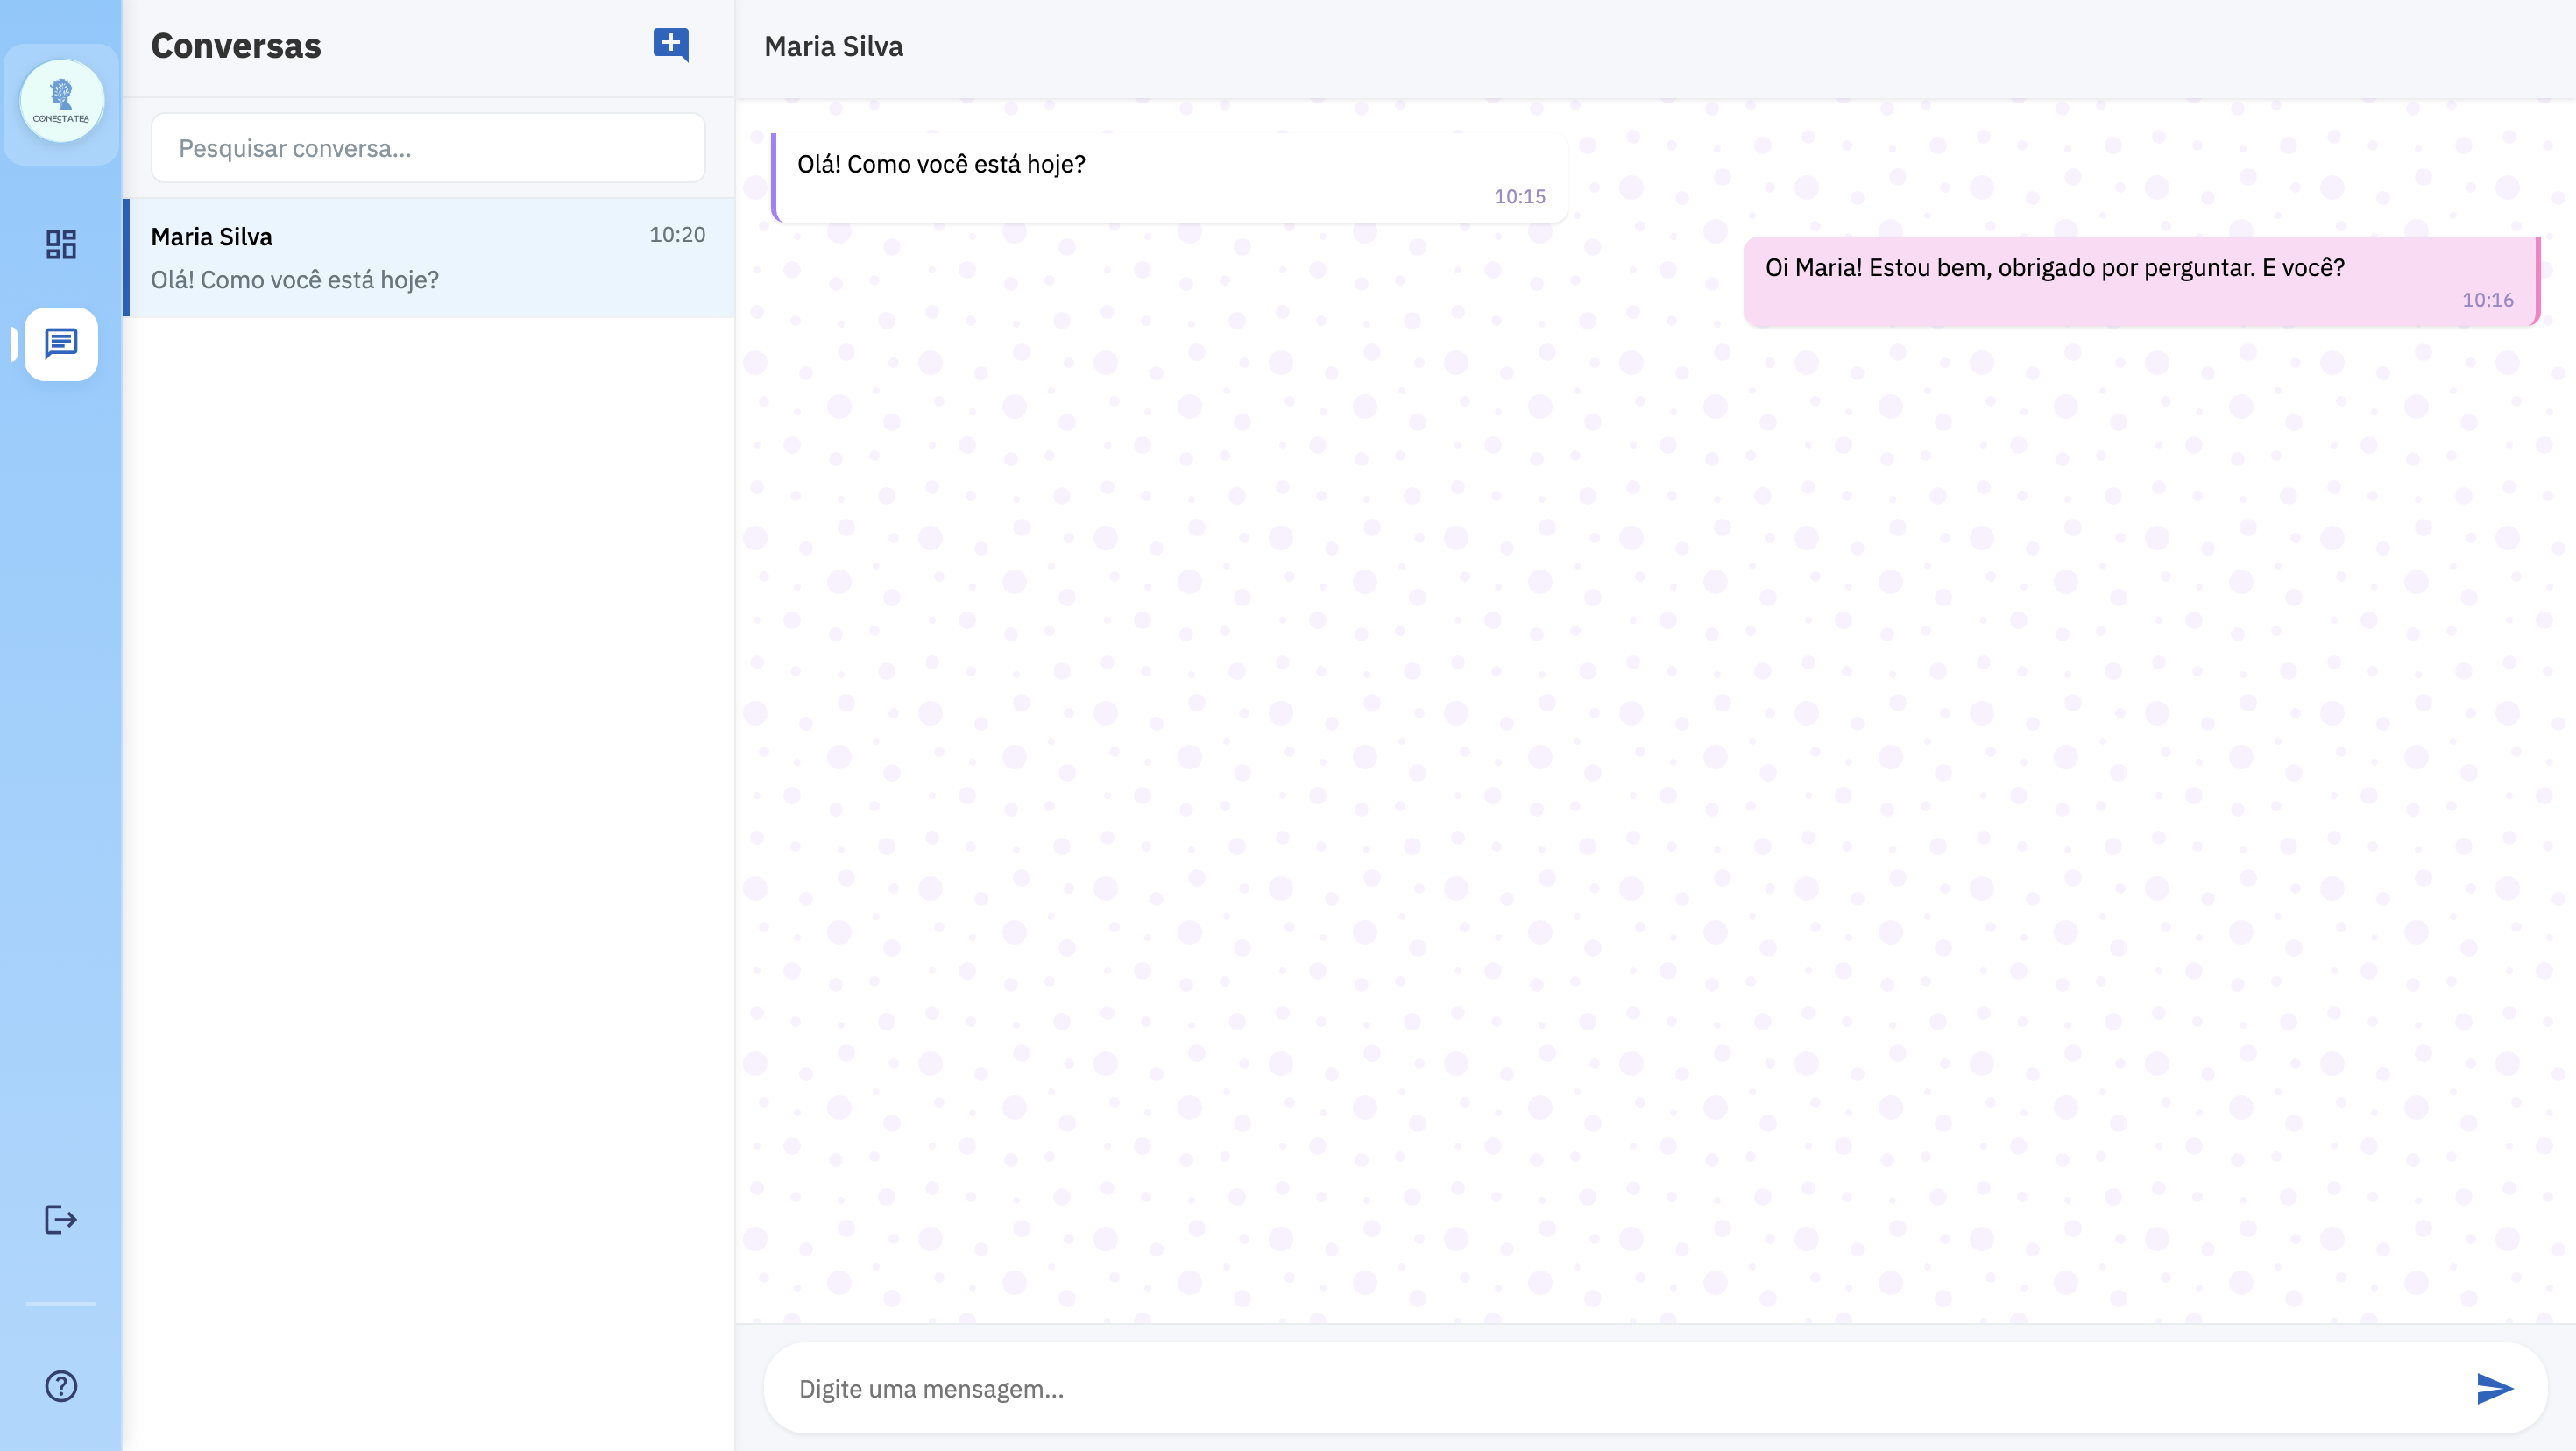 CONECTATEA
Conversas
Pesquisar conversa...
Maria Silva
10:20
Olá! Como você está hoje?
Maria Silva
Olá! Como você está hoje?
10:15
Oi Maria! Estou bem, obrigado por perguntar. E você?
10:16
Digite uma mensagem...